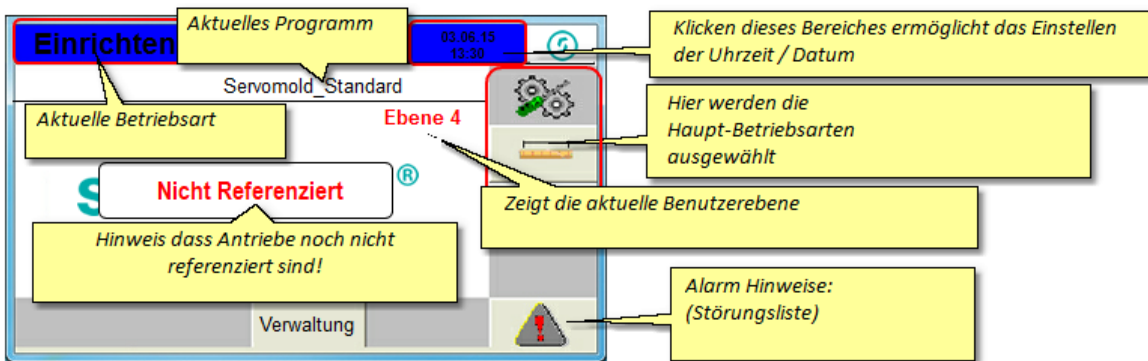 Aktuelles Programm
Einrichten
03.06.15
13:30
Klicken dieses Bereiches ermöglicht das Einstellen
der Uhrzeit / Datum
Servomold_Standard
Aktuelle Betriebsart
Ebene 4
Hier werden die
Haupt-Betriebsarten
ausgewählt
S
Nicht Referenziert
®
Zeigt die aktuelle Benutzerebene
Hinweis dass Antriebe noch nicht
referenziert sind!
Alarm Hinweise:
(Störungsliste)
Verwaltung
!